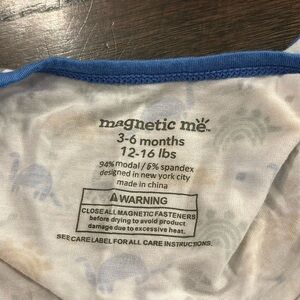 magnetic me™
3-6 months
12-16 lbs
94% modal / 6% spandex
designed in new york city
made in china
⚠WARNING
CLOSE ALL MAGNETIC FASTENERS
before drying to avoid product
damage due to excessive heat.
SEE CARE LABEL FOR ALL CARE INSTRUCTIONS.